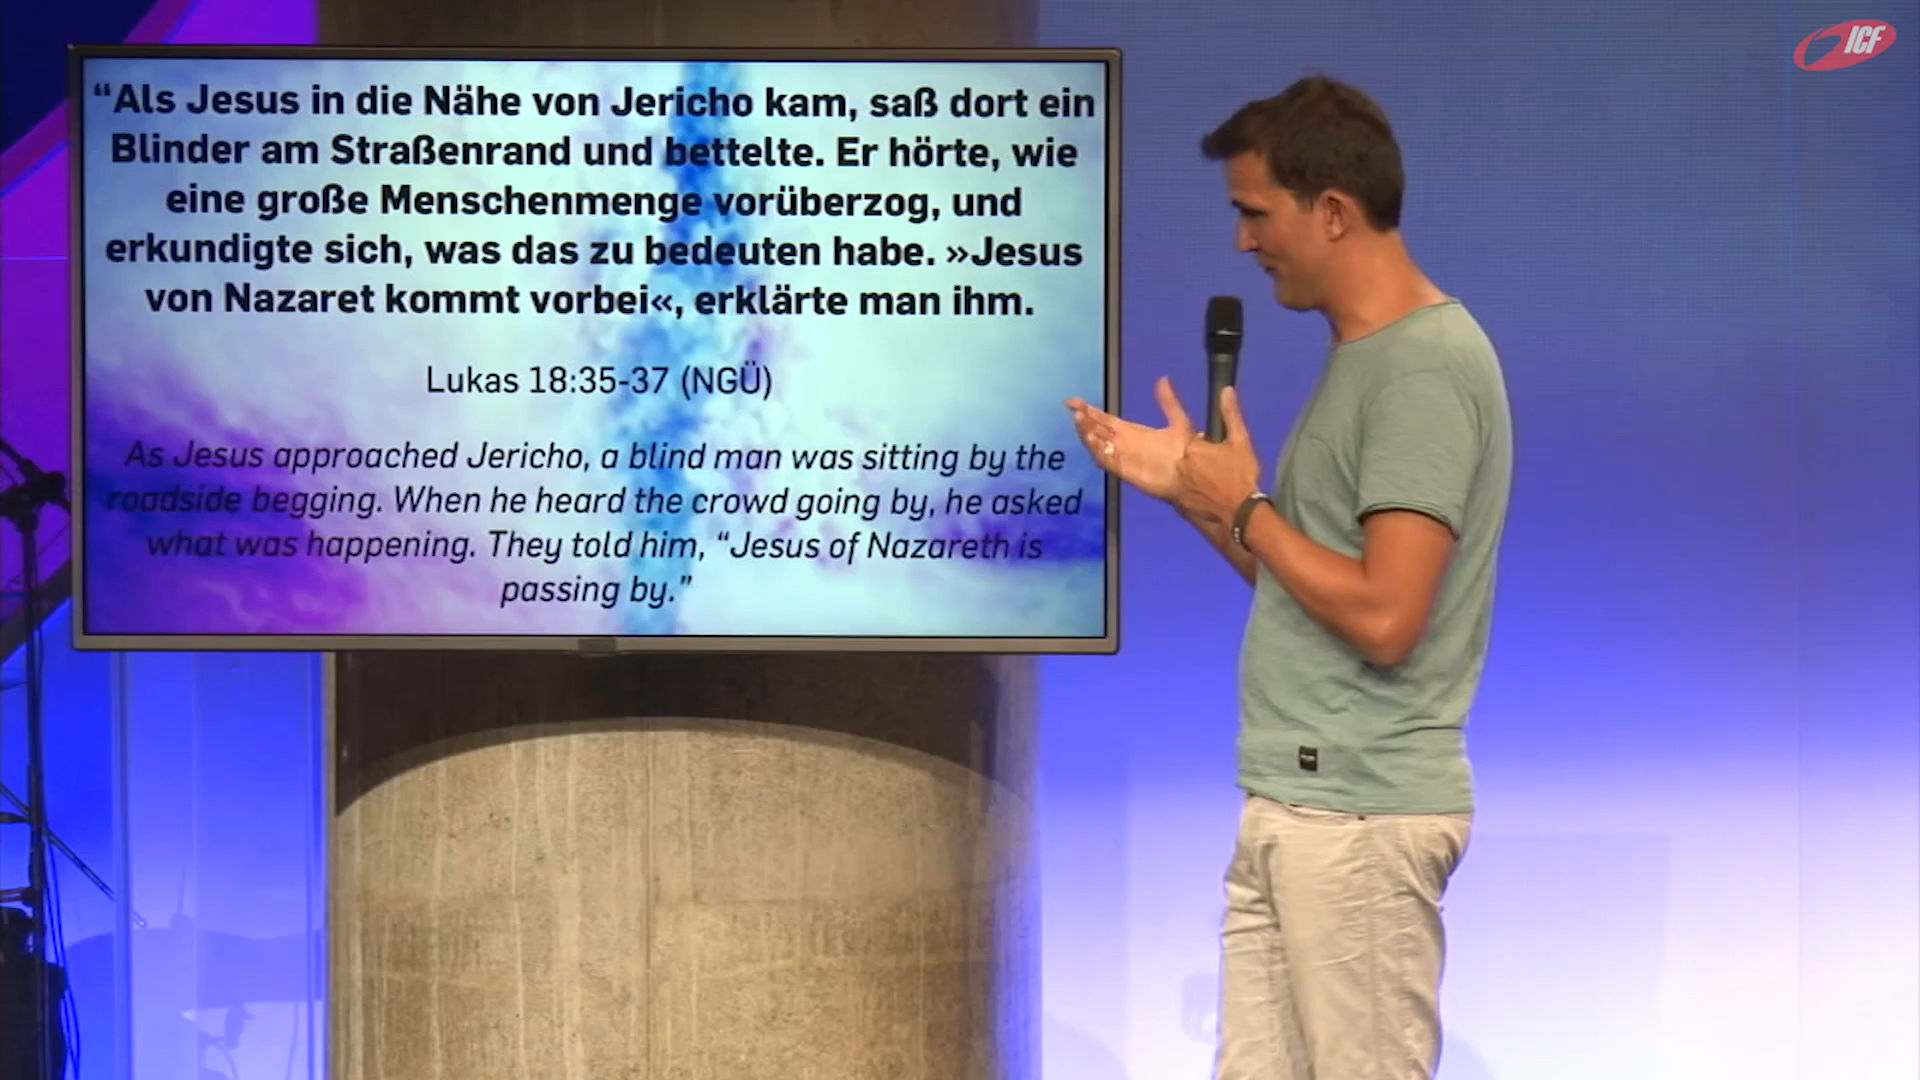 “Als Jesus in die Nähe von Jericho kam, saß dort ein
Blinder am Straßenrand und bettelte. Er hörte, wie
eine große Menschenmenge vorüberzog, und
erkundigte sich, was das zu bedeuten habe. »Jesus
von Nazaret kommt vorbei«, erklärte man ihm.
Lukas 18:35-37 (NGÜ)
As Jesus approached Jericho, a blind man was sitting by the
roadside begging. When he heard the crowd going by, he asked
what was happening. They told him, “Jesus of Nazareth is
passing by.”
ICF